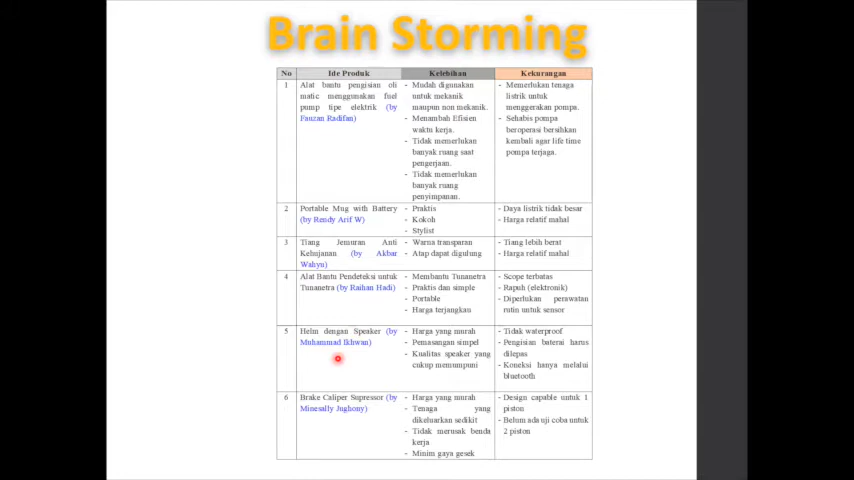 Brain Storming
No Ide Produk Kelebihan Kekurangan
1 Alat bantu pengisian oli
matic menggunakan fuel
pump tipe elektrik (by
Fauzan Radifan)
- Mudah digunakan
untuk mekanik
maupun non mekanik.
- Menambah Efisien
waktu kerja.
- Tidak memerlukan
banyak ruang saat
pengerjaan.
- Tidak memerlukan
banyak ruang
penyimpanan.
- Memerlukan tenaga
listrik untuk
menggerakan pompa.
- Sehabis pompa
beroperasi bersihkan
kembali agar life time
pompa terjaga.
2 Portable Mug with Battery
(by Rendy Arif W)
- Praktis
- Kokoh
- Stylist
- Daya listrik tidak besar
- Harga relatif mahal
3 Tiang Jemuran Anti
Kehujanan (by Akbar
Wahyu)
- Warna transparan
- Atap dapat digulung
- Tiang lebih berat
- Harga relatif mahal
4 Alat Bantu Pendeteksi untuk
Tunanetra (by Raihan Hadi)
- Membantu Tunanetra
- Praktis dan simple
- Portable
- Harga terjangkau
- Scope terbatas
- Rapuh (elektronik)
- Diperlukan perawatan
rutin untuk sensor
5 Helm dengan Speaker (by
Muhammad Ikhwan)
- Harga yang murah
- Pemasangan simpel
- Kualitas speaker yang
cukup memumpuni
- Tidak waterproof
- Pengisian baterai harus
dilepas
- Koneksi hanya melalui
bluetooth
6 Brake Caliper Supressor (by
Minesally Jughony)
- Harga yang murah
- Tenaga yang
dikeluarkan sedikit
- Tidak merusak benda
kerja
- Minim gaya gesek
- Design capable untuk 1
piston
- Belum ada uji coba untuk
2 piston